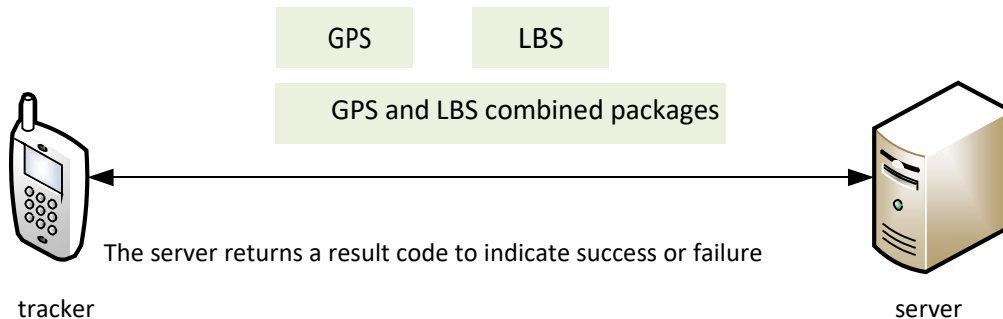 GPS
LBS
GPS and LBS combined packages
The server returns a result code to indicate success or failure
tracker
server